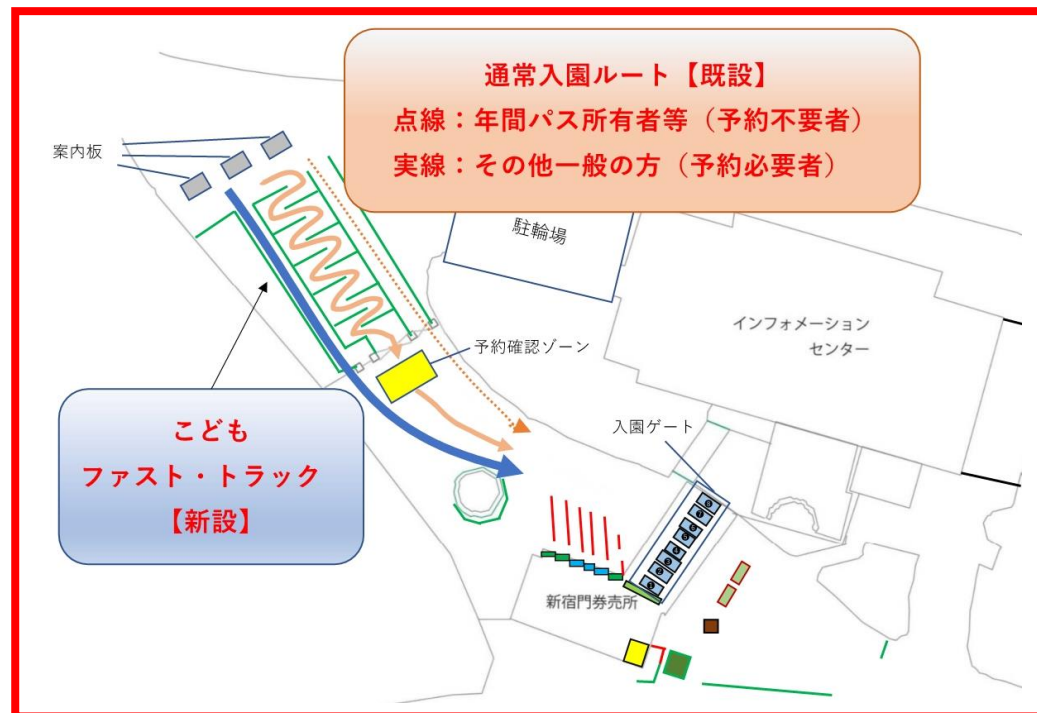 通常入園ルート【既設】
点線：年間パス所有者等（予約不要者）
実線：その他一般の方（予約必要者）
案内板
駐輪場
インフォメーション
センター
予約確認ゾーン
入園ゲート
こども
ファスト・トラック
【新設】
新宿門券売所